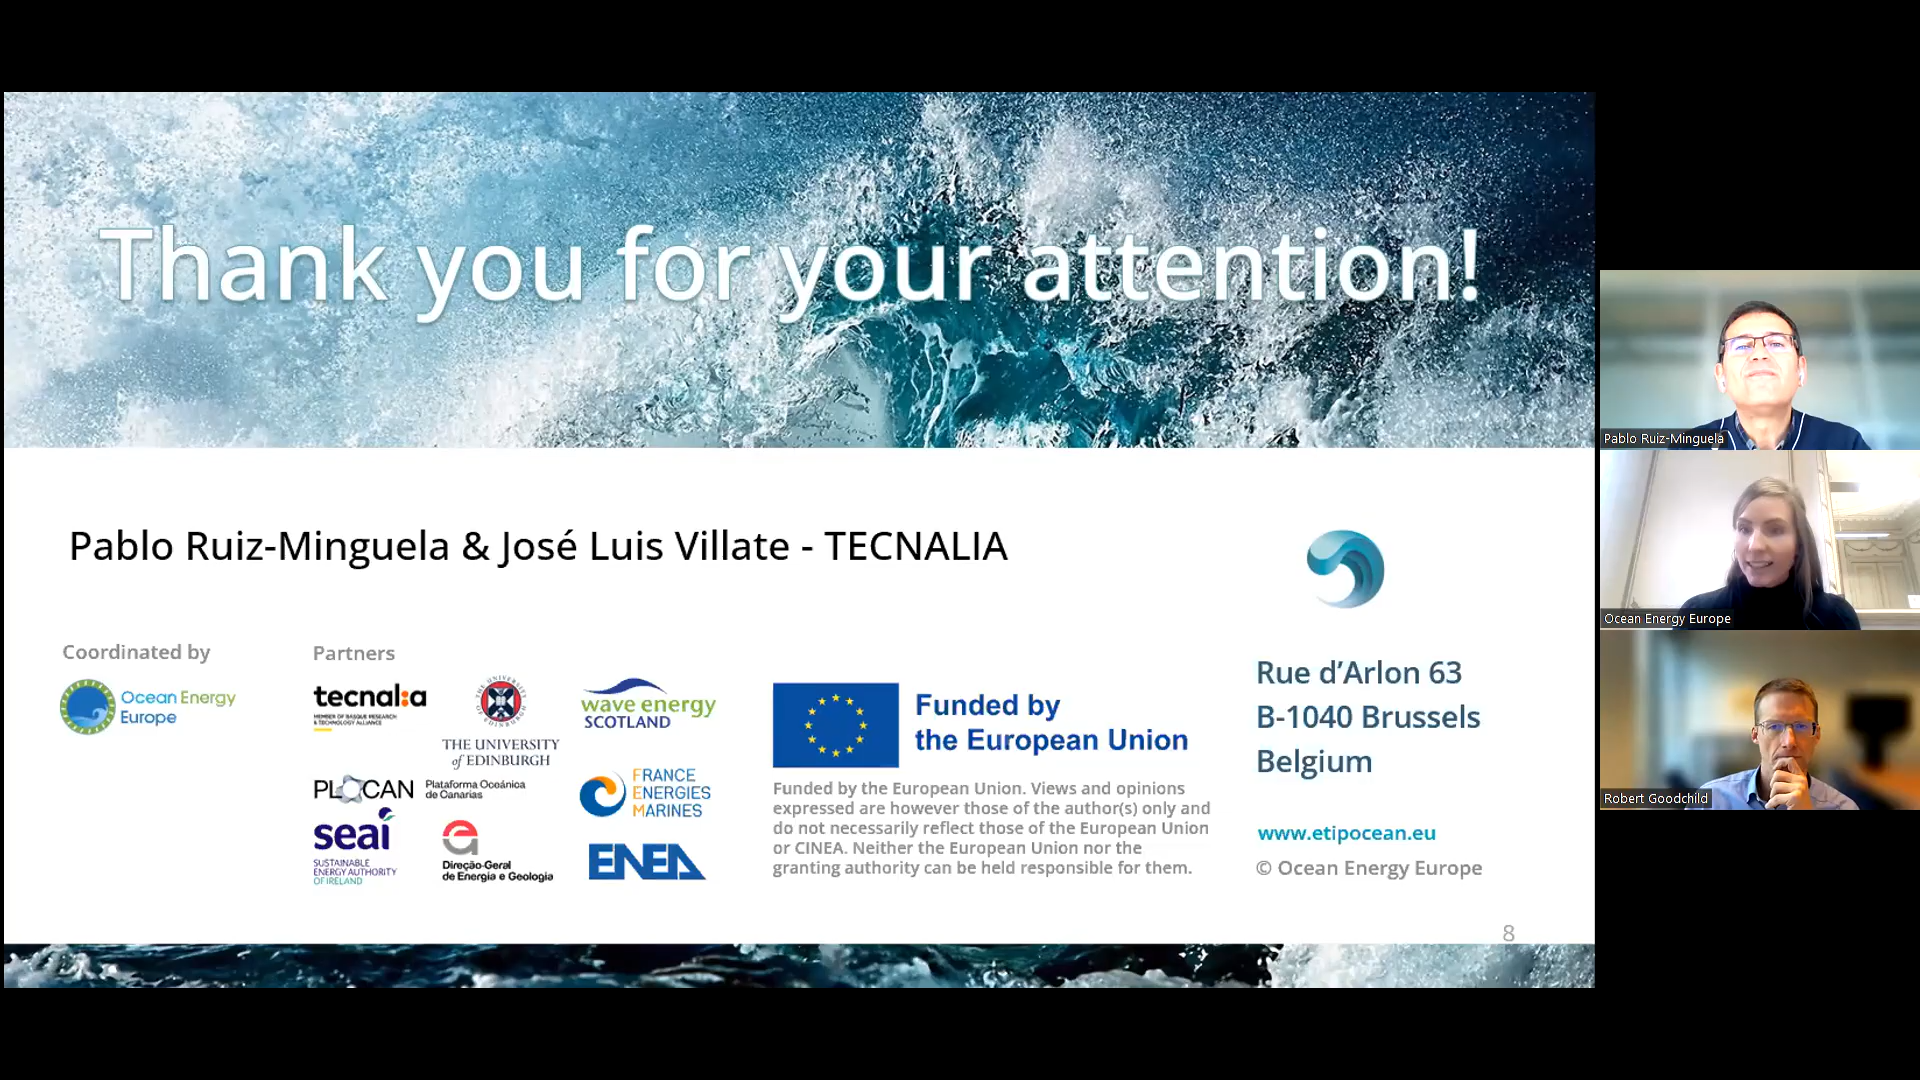 Thank you for your attention!
Pablo Ruiz-Minguela & José Luis Villate - TECNALIA
Coordinated by
Ocean Energy
Europe
Partners
tecnal:a
MEMBER OF BASQUE RESEARCH
& TECHNOLOGY ALLIANCE
THE UNIVERSITY OF EDINBURGH
THE UNIVERSITY
of EDINBURGH
wave energy
SCOTLAND
PLOCAN
Plataforma Oceánica
de Canarias
FRANCE
ENERGIES
MARINES
seai
SUSTAINABLE
ENERGY AUTHORITY
OF IRELAND
Direção-Geral
de Energia e Geologia
ENEA
Funded by
the European Union
Funded by the European Union. Views and opinions
expressed are however those of the author(s) only and
do not necessarily reflect those of the European Union
or CINEA. Neither the European Union nor the
granting authority can be held responsible for them.
Rue d’Arlon 63
B-1040 Brussels
Belgium
www.etipocean.eu
© Ocean Energy Europe
8
Pablo Ruiz-Minguela
Ocean Energy Europe
Robert Goodchild